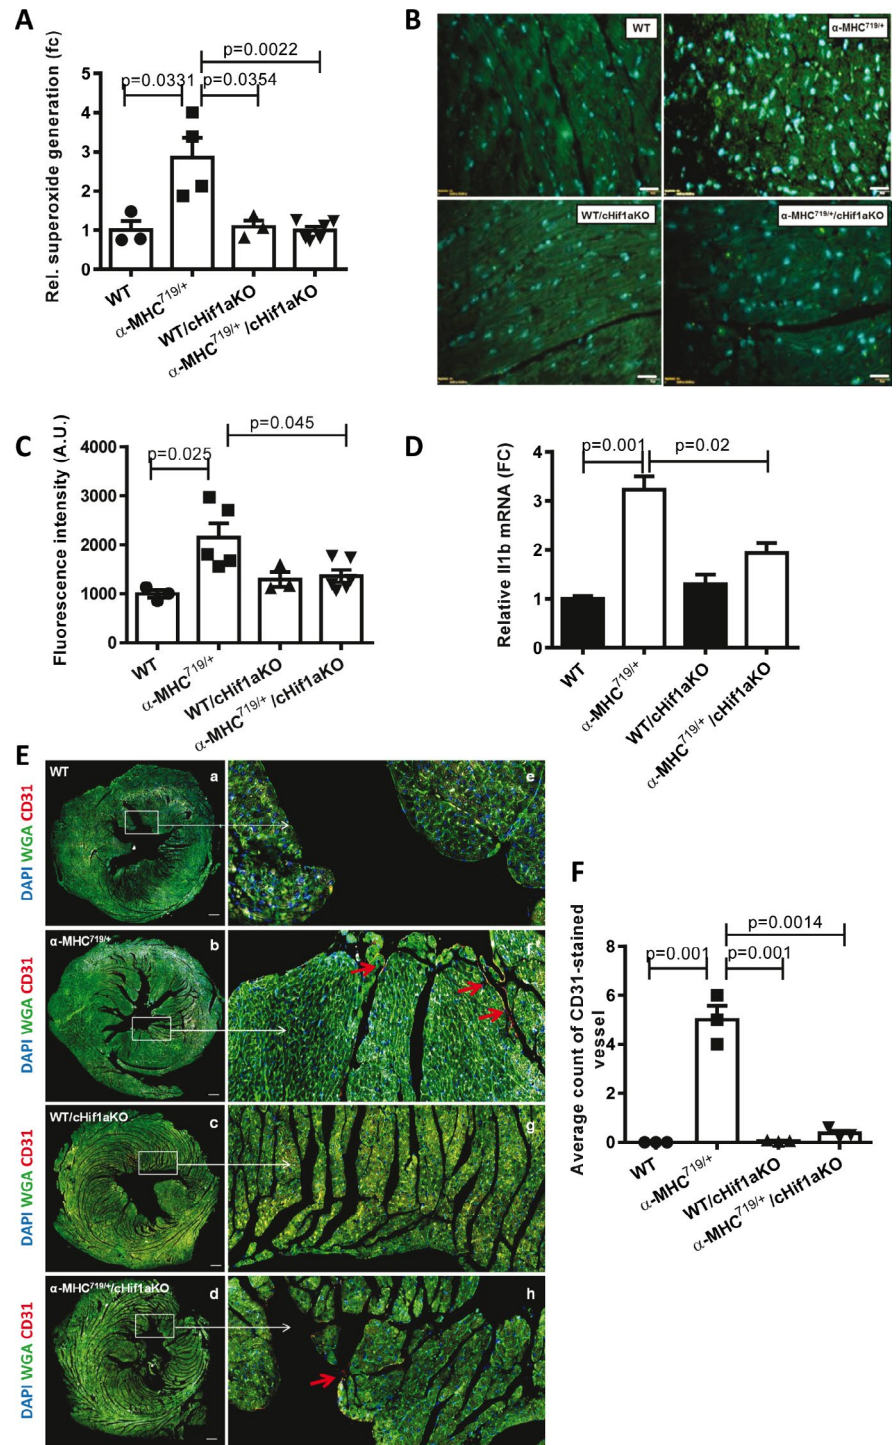 A
Rel. superoxide generation (fc)
5
4
3
2
1
0
p=0.0022
p=0.0331
p=0.0354
WT
α-MHC719/+
WT/cHif1aKO
α-MHC719/+ /cHif1aKO
B
WT
α-MHC719/+
WT/cHif1aKO
α-MHC719/+/cHif1aKO
C
Fluorescence intensity (A.U.)
4000
3000
2000
1000
0
p=0.045
p=0.025
WT
α-MHC719/+
WT/cHif1aKO
α-MHC719/+ /cHif1aKO
D
Relative Il1b mRNA (FC)
4
3
2
1
0
p=0.001
p=0.02
WT
α-MHC719/+
WT/cHif1aKO
α-MHC719/+ /cHif1aKO
E
DAPI WGA CD31
WT
a
e
DAPI WGA CD31
α-MHC719/+
b
f
DAPI WGA CD31
WT/cHif1aKO
c
g
DAPI WGA CD31
α-MHC719/+/cHif1aKO
d
h
F
Average count of CD31-stained
vessel
8
6
4
2
0
p=0.0014
p=0.001
p=0.001
WT
α-MHC719/+
WT/cHif1aKO
α-MHC719/+ /cHif1aKO